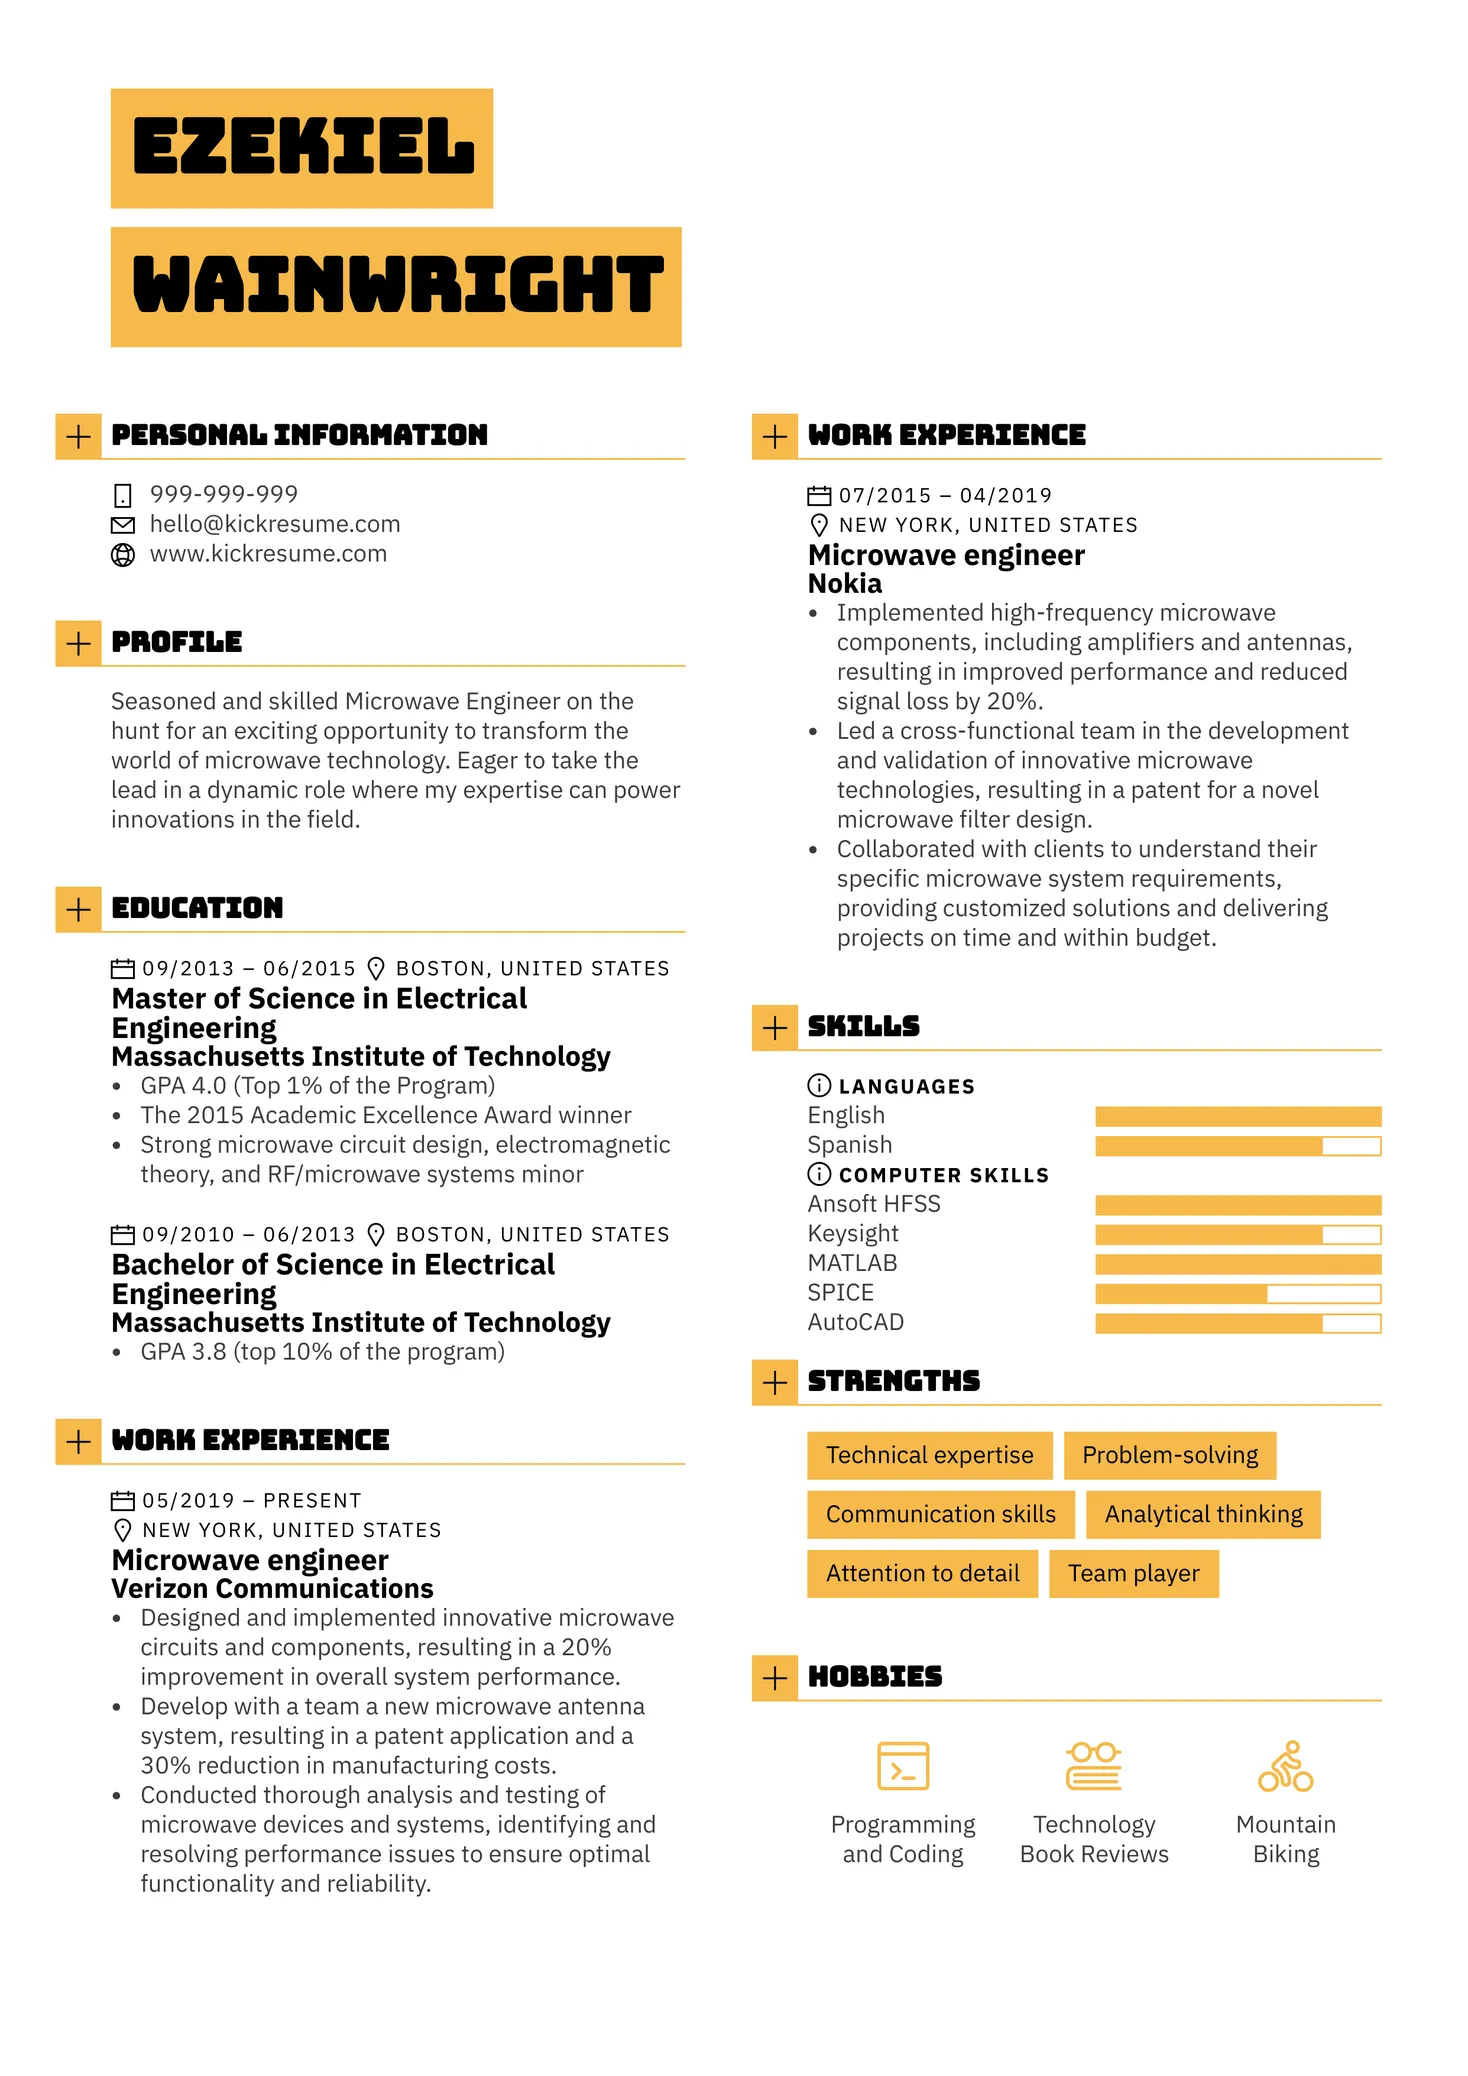 EZEKIEL
WAINWRIGHT
PERSONAL INFORMATION
999-999-999
hello@kickresume.com
www.kickresume.com
PROFILE
Seasoned and skilled Microwave Engineer on the
hunt for an exciting opportunity to transform the
world of microwave technology. Eager to take the
lead in a dynamic role where my expertise can power
innovations in the field.
EDUCATION
09/2013 – 06/2015 BOSTON, UNITED STATES
Master of Science in Electrical
Engineering
Massachusetts Institute of Technology
• GPA 4.0 (Top 1% of the Program)
• The 2015 Academic Excellence Award winner
• Strong microwave circuit design, electromagnetic
theory, and RF/microwave systems minor
09/2010 – 06/2013 BOSTON, UNITED STATES
Bachelor of Science in Electrical
Engineering
Massachusetts Institute of Technology
• GPA 3.8 (top 10% of the program)
WORK EXPERIENCE
05/2019 – PRESENT
NEW YORK, UNITED STATES
Microwave engineer
Verizon Communications
• Designed and implemented innovative microwave
circuits and components, resulting in a 20%
improvement in overall system performance.
• Develop with a team a new microwave antenna
system, resulting in a patent application and a
30% reduction in manufacturing costs.
• Conducted thorough analysis and testing of
microwave devices and systems, identifying and
resolving performance issues to ensure optimal
functionality and reliability.
WORK EXPERIENCE
07/2015 – 04/2019
NEW YORK, UNITED STATES
Microwave engineer
Nokia
• Implemented high-frequency microwave
components, including amplifiers and antennas,
resulting in improved performance and reduced
signal loss by 20%.
• Led a cross-functional team in the development
and validation of innovative microwave
technologies, resulting in a patent for a novel
microwave filter design.
• Collaborated with clients to understand their
specific microwave system requirements,
providing customized solutions and delivering
projects on time and within budget.
SKILLS
LANGUAGES
English
Spanish
COMPUTER SKILLS
Ansoft HFSS
Keysight
MATLAB
SPICE
AutoCAD
STRENGTHS
Technical expertise Problem-solving
Communication skills Analytical thinking
Attention to detail Team player
HOBBIES
Programming
and Coding
Technology
Book Reviews
Mountain
Biking